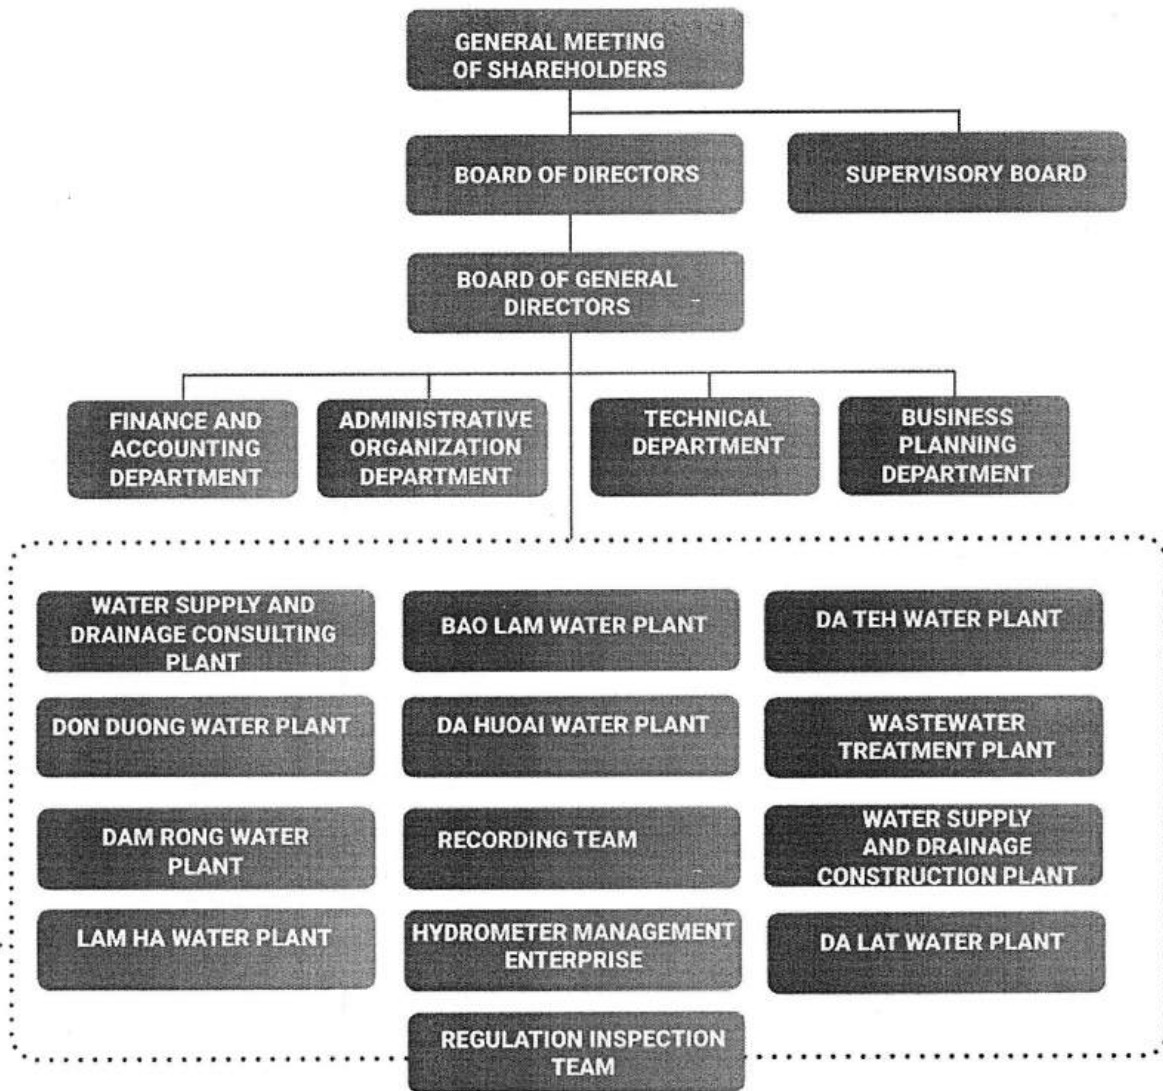 GENERAL MEETING
OF SHAREHOLDERS
BOARD OF DIRECTORS
SUPERVISORY BOARD
BOARD OF GENERAL
DIRECTORS
FINANCE AND
ACCOUNTING
DEPARTMENT
ADMINISTRATIVE
ORGANIZATION
DEPARTMENT
TECHNICAL
DEPARTMENT
BUSINESS
PLANNING
DEPARTMENT
WATER SUPPLY AND
DRAINAGE CONSULTING
PLANT
BAO LAM WATER PLANT
DA TEH WATER PLANT
DON DUONG WATER PLANT
DA HUOAI WATER PLANT
WASTEWATER
TREATMENT PLANT
DAM RONG WATER
PLANT
RECORDING TEAM
WATER SUPPLY
AND DRAINAGE
CONSTRUCTION PLANT
LAM HA WATER PLANT
HYDROMETER MANAGEMENT
ENTERPRISE
DA LAT WATER PLANT
REGULATION INSPECTION
TEAM